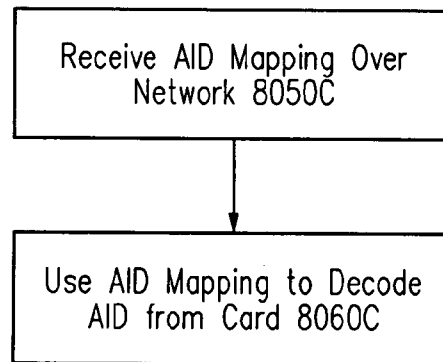 Receive AID Mapping Over
Network 8050C
Use AID Mapping to Decode
AID from Card 8060C